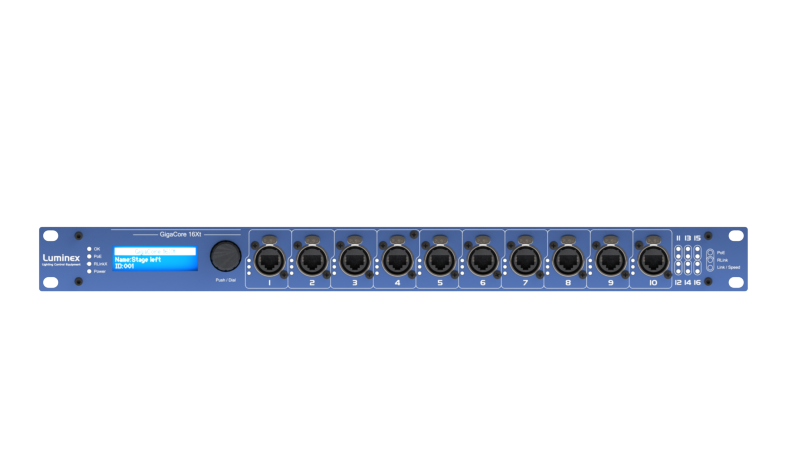 GigaCore 16Xt
Luminex
Lighting Control Equipment
OK
PoE
RLinkX
Power
Name:Stage left
ID:001
Push / Dial
1 2 3 4 5 6 7 8 9 10
11 13 15
12 14 16
PoE
RLink
Link / Speed